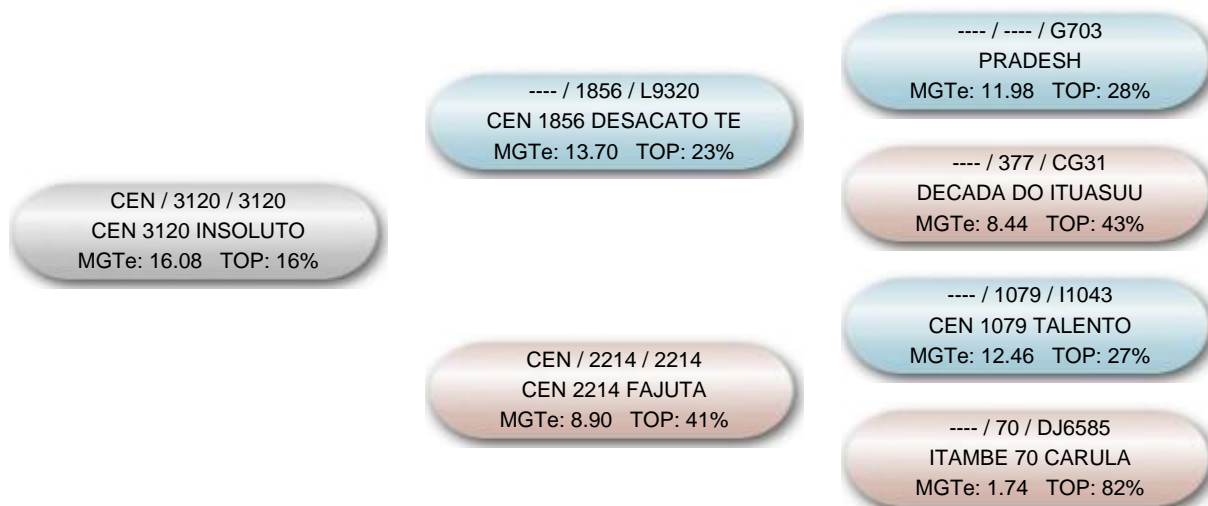 CEN / 3120 / 3120
CEN 3120 INSOLUTO
MGTe: 16.08 TOP: 16%
---- / 1856 / L9320
CEN 1856 DESACATO TE
MGTe: 13.70 TOP: 23%
CEN / 2214 / 2214
CEN 2214 FAJUTA
MGTe: 8.90 TOP: 41%
---- / ---- / G703
PRADESH
MGTe: 11.98 TOP: 28%
---- / 377 / CG31
DECADA DO ITUASUU
MGTe: 8.44 TOP: 43%
---- / 1079 / I1043
CEN 1079 TALENTO
MGTe: 12.46 TOP: 27%
---- / 70 / DJ6585
ITAMBE 70 CARULA
MGTe: 1.74 TOP: 82%